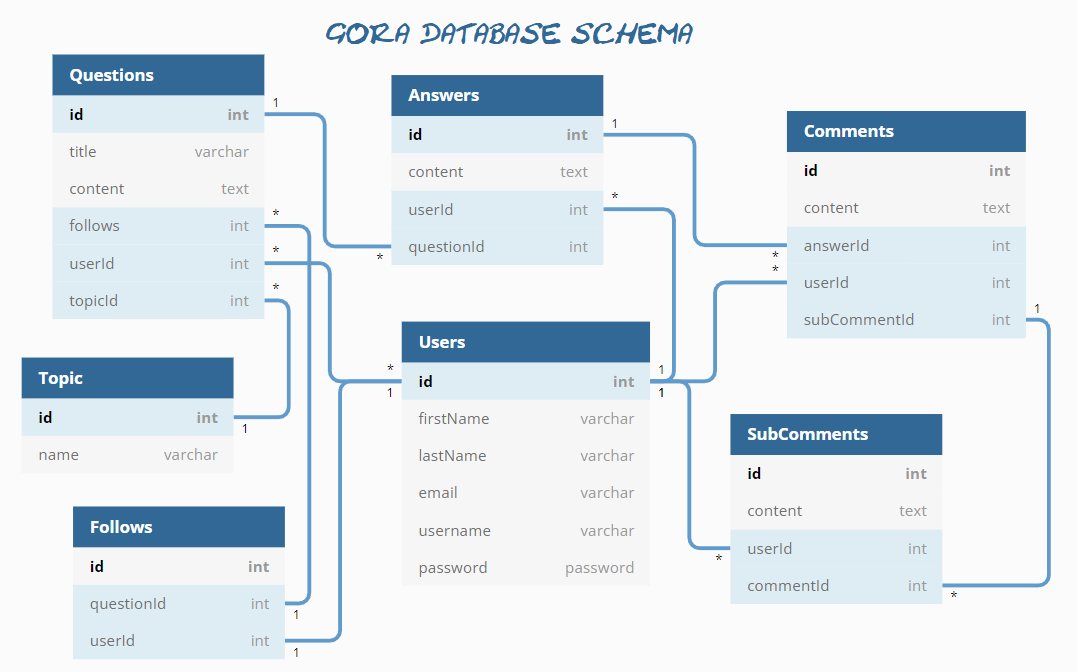 GORA DATABASE SCHEMA
Questions
id int
title varchar
content text
follows int
userId int
topicId int
1
*
*
*
Answers
id int
content text
userId int
questionId int
1
*
*
Comments
id int
content text
answerId int
userId int
subCommentId int
*
*
1
Topic
id int
name varchar
1
Users
id int
firstName varchar
lastName varchar
email varchar
username varchar
password password
*
1
1
1
SubComments
id int
content text
userId int
commentId int
*
*
Follows
id int
questionId int
userId int
1
1